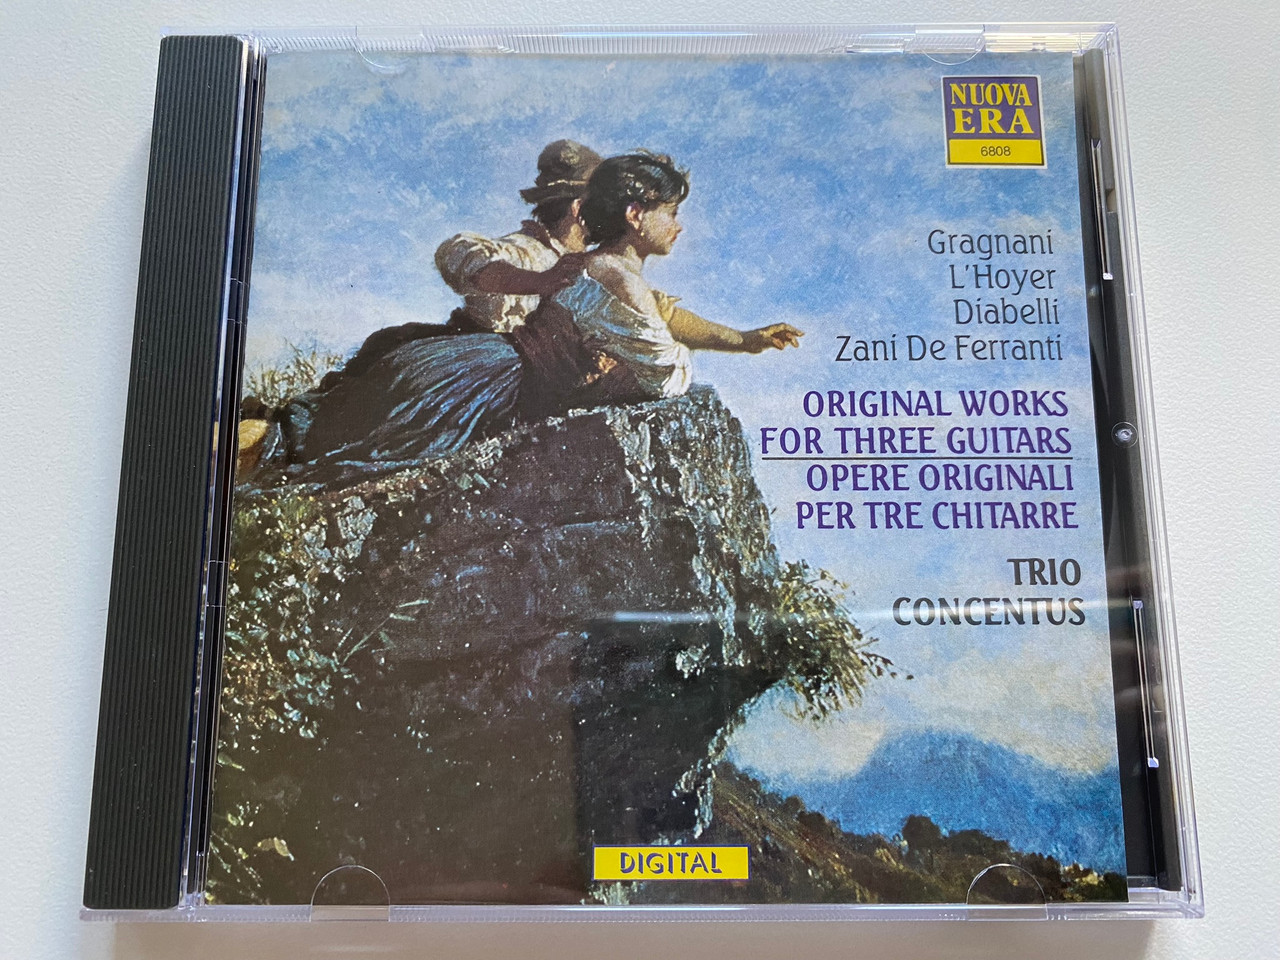 NUOVA
ERA
6808
Gragnani
L'Hoyer
Diabelli
Zani De Ferranti
ORIGINAL WORKS
FOR THREE GUITARS
OPERE ORIGINALI
PER TRE CHITARRE
TRIO
CONCENTUS
DIGITAL